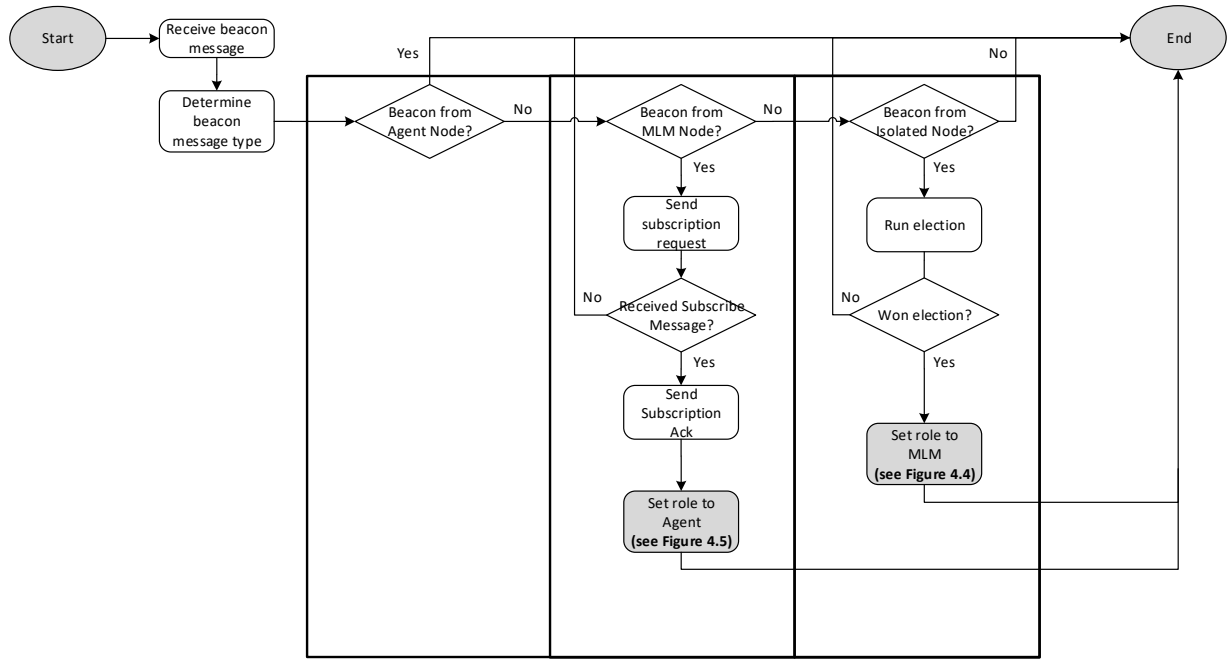 Start
Receive beacon
message
Determine
beacon
message type
Yes
Beacon from
Agent Node?
No
Beacon from
MLM Node?
No
Beacon from
Isolated Node?
No
End
Yes
Send
subscription
request
No
Received Subscribe
Message?
Yes
Send
Subscription
Ack
Set role to
Agent
(see Figure 4.5)
Yes
Run election
No
Won election?
Yes
Set role to
MLM
(see Figure 4.4)